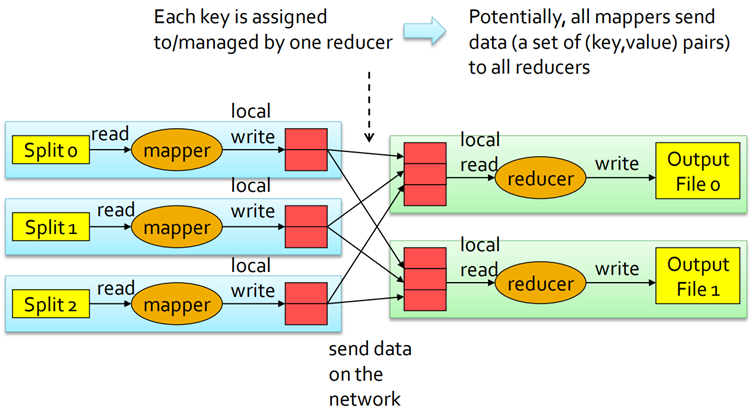 Each key is assigned
to/managed by one reducer
Potentially, all mappers send
data (a set of (key,value) pairs)
to all reducers
Split 0
read
mapper
local
write
Split 1
read
mapper
local
write
Split 2
read
mapper
local
write
send data
on the
network
local
read
reducer
write
Output
File 0
local
read
reducer
write
Output
File 1